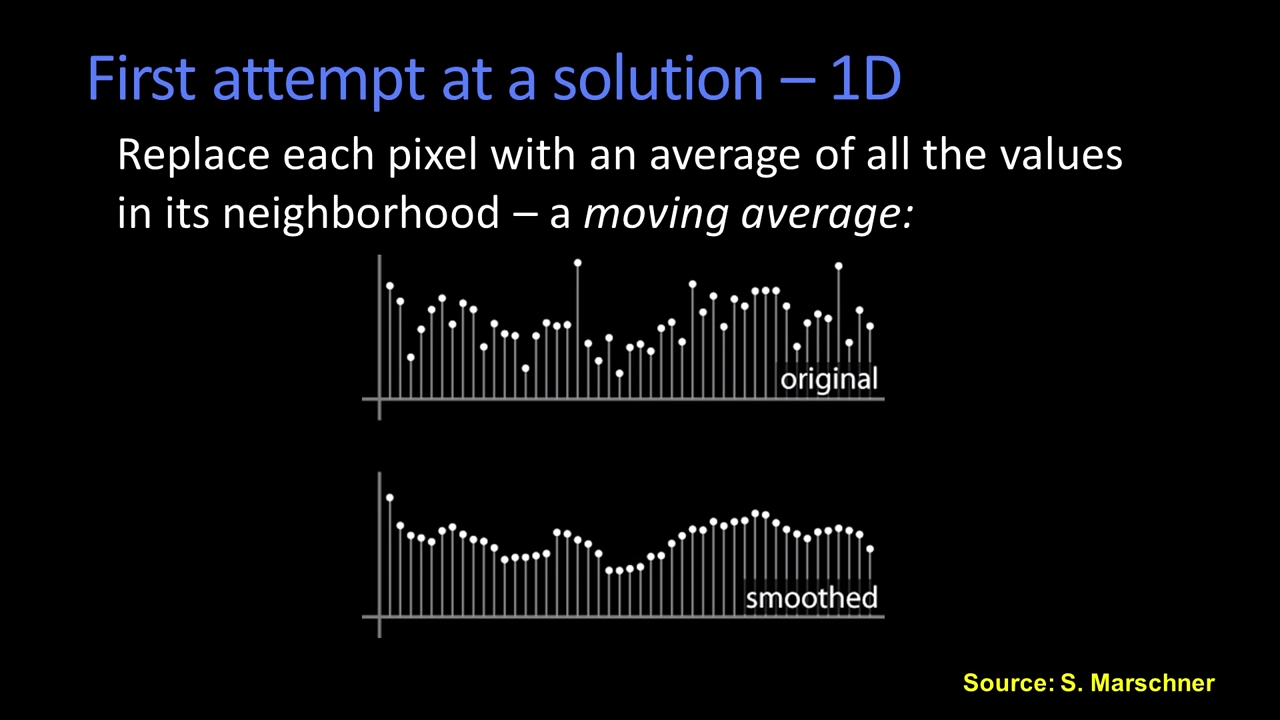 First attempt at a solution – 1D
Replace each pixel with an average of all the values
in its neighborhood – a moving average:
original
smoothed
Source: S. Marschner